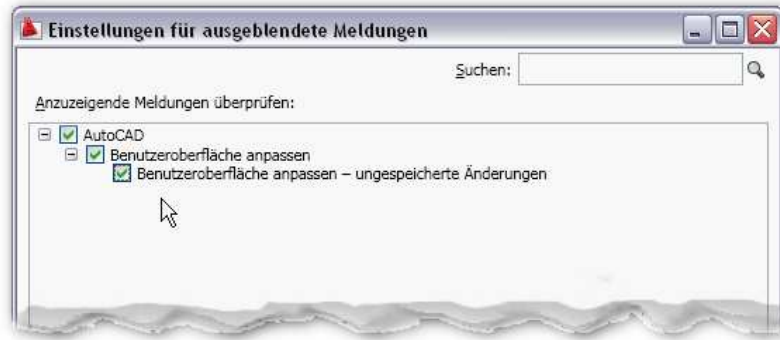 Einstellungen für ausgeblendete Meldungen
Suchen:
Anzuzeigende Meldungen überprüfen:
AutoCAD
Benutzeroberfläche anpassen
Benutzeroberfläche anpassen – ungespeicherte Änderungen